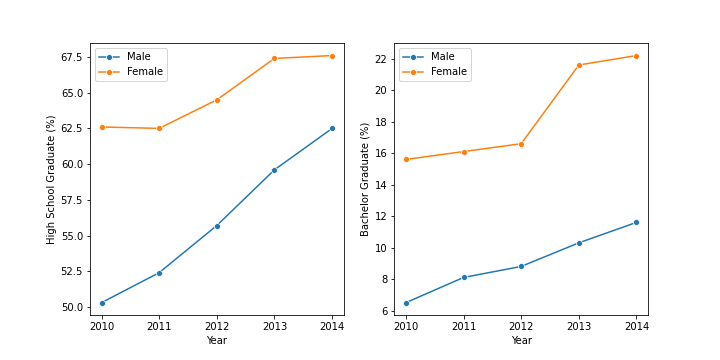 Male
Female
High School Graduate (%)
67.5
65.0
62.5
60.0
57.5
55.0
52.5
50.0
2010 2011 2012 2013 2014
Year
Male
Female
Bachelor Graduate (%)
22
20
18
16
14
12
10
8
6
2010 2011 2012 2013 2014
Year